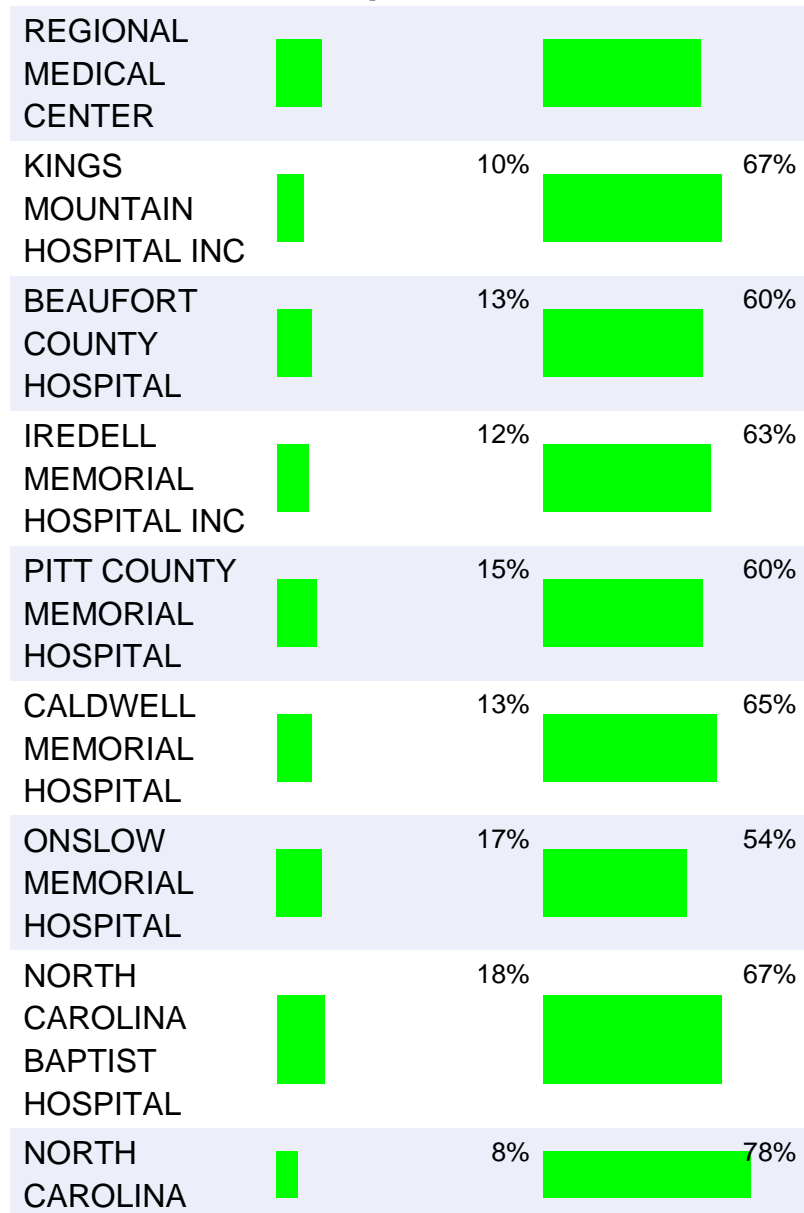 REGIONAL
MEDICAL
CENTER
KINGS 10% 67%
MOUNTAIN
HOSPITAL INC
BEAUFORT 13% 60%
COUNTY
HOSPITAL
IREDELL 12% 63%
MEMORIAL
HOSPITAL INC
PITT COUNTY 15% 60%
MEMORIAL
HOSPITAL
CALDWELL 13% 65%
MEMORIAL
HOSPITAL
ONSLOW 17% 54%
MEMORIAL
HOSPITAL
NORTH 18% 67%
CAROLINA
BAPTIST
HOSPITAL
NORTH 8% 78%
CAROLINA